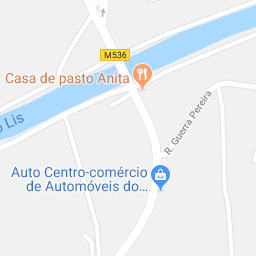 M536
Casa de pasto Anita
Lis
R. Guerra Pereira
Auto Centro-comércio
de Automóveis do...